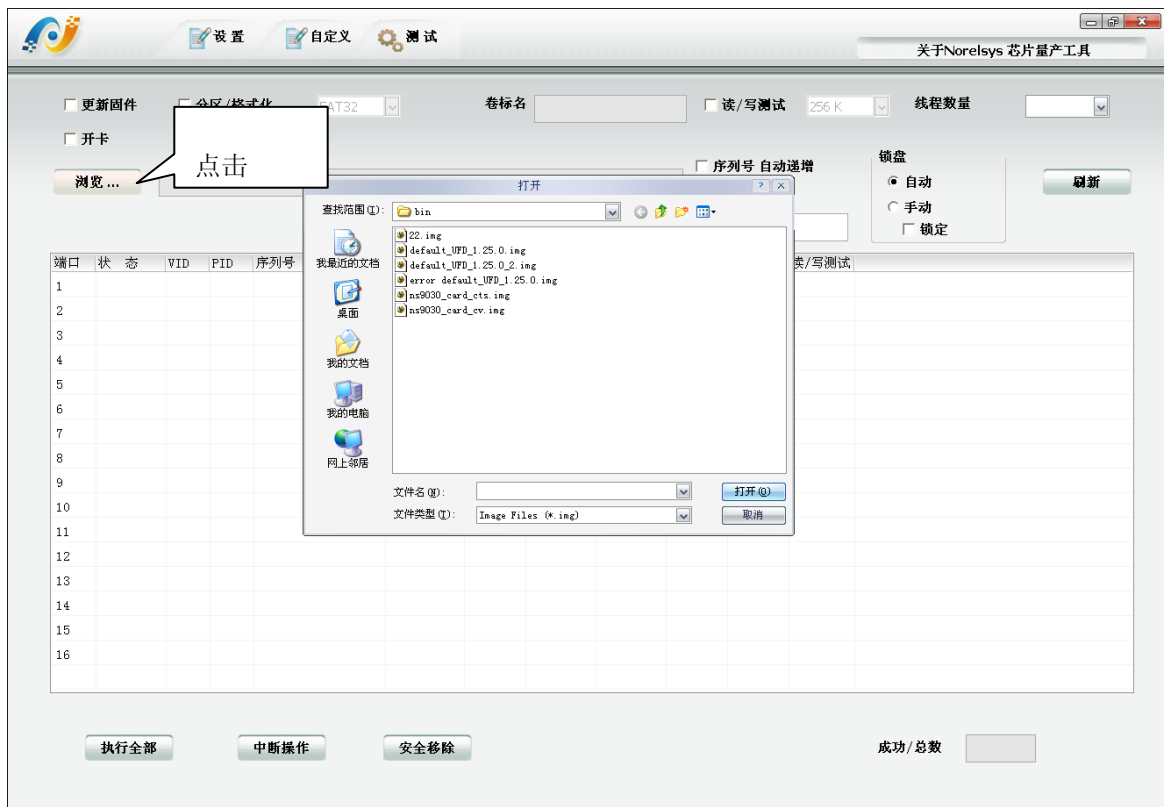 设 置 自定义 测 试
关于Norelsys 芯片量产工具
更新固件 分区/格式化 FAT32 卷标名 读/写测试 256 K 线程数量
开卡
点击
浏览 ... 序列号 自动递增 锁盘
自动 刷新
手动
锁定
打开
查找范围(I): bin
22.img
default_UFD_1.25.0.img
default_UFD_1.25.0_2.img
error default_UFD_1.25.0.img
ns9030_card_cts.img
ns9030_card_cv.img
我最近的文档
桌面
我的文档
我的电脑
网上邻居
文件名(N): 打开(O)
文件类型(T): Image Files (*.img) 取消
端口 状 态 VID PID 序列号 读/写测试
1
2
3
4
5
6
7
8
9
10
11
12
13
14
15
16
执行全部 中断操作 安全移除 成功/总数